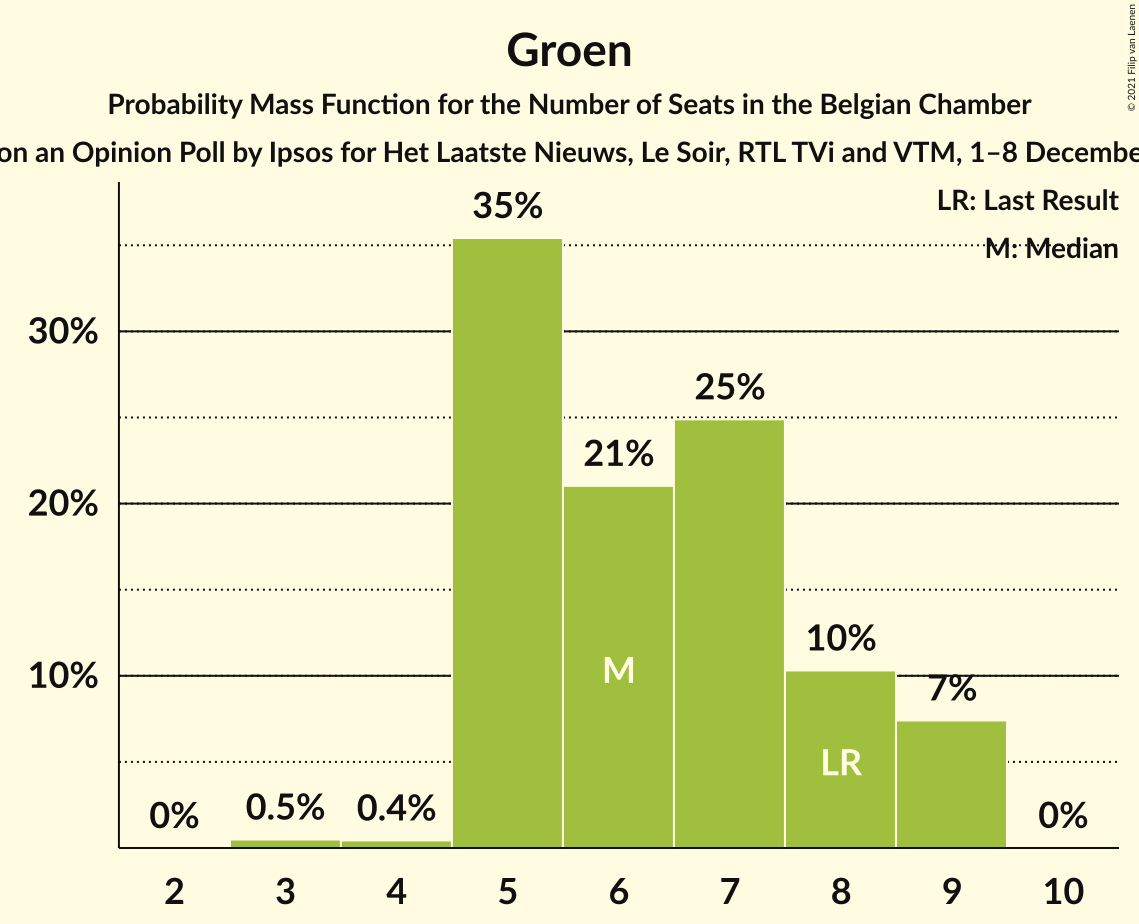 © 2021 Filip van Laenen
Groen
Probability Mass Function for the Number of Seats in the Belgian Chamber
on an Opinion Poll by Ipsos for Het Laatste Nieuws, Le Soir, RTL TVi and VTM, 1–8 Decembe
LR: Last Result
M: Median
35%
30%
25%
21%
20%
10%
M
10%
7%
LR
0%
0.5%
0.4%
0%
2 3 4 5 6 7 8 9 10